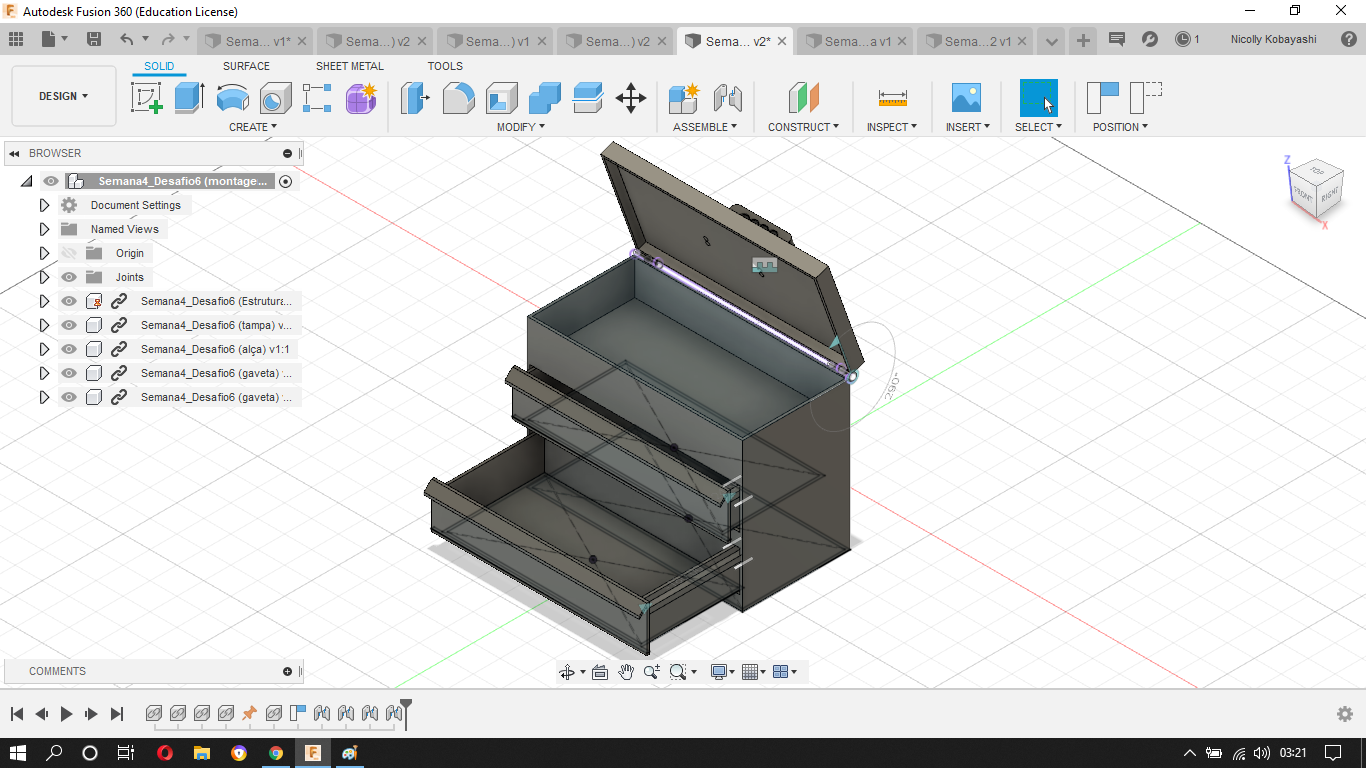 Autodesk Fusion 360 (Education License)
Sema... v1*
Sema...) v2
Sema...) v1
Sema...) v2
Sema... v2*
Sema...a v1
Sema...2 v1
1
Nicolly Kobayashi
SOLID
SURFACE
SHEET METAL
TOOLS
DESIGN
CREATE
MODIFY
ASSEMBLE
CONSTRUCT
INSPECT
INSERT
SELECT
POSITION
BROWSER
Semana4_Desafio6 (montage...
Document Settings
Named Views
Origin
Joints
Semana4_Desafio6 (Estrutura...
Semana4_Desafio6 (tampa) v...
Semana4_Desafio6 (alça) v1:1
Semana4_Desafio6 (gaveta) ...
Semana4_Desafio6 (gaveta) ...
Z
TOP
FRONT
RIGHT
X
290°
COMMENTS
03:21